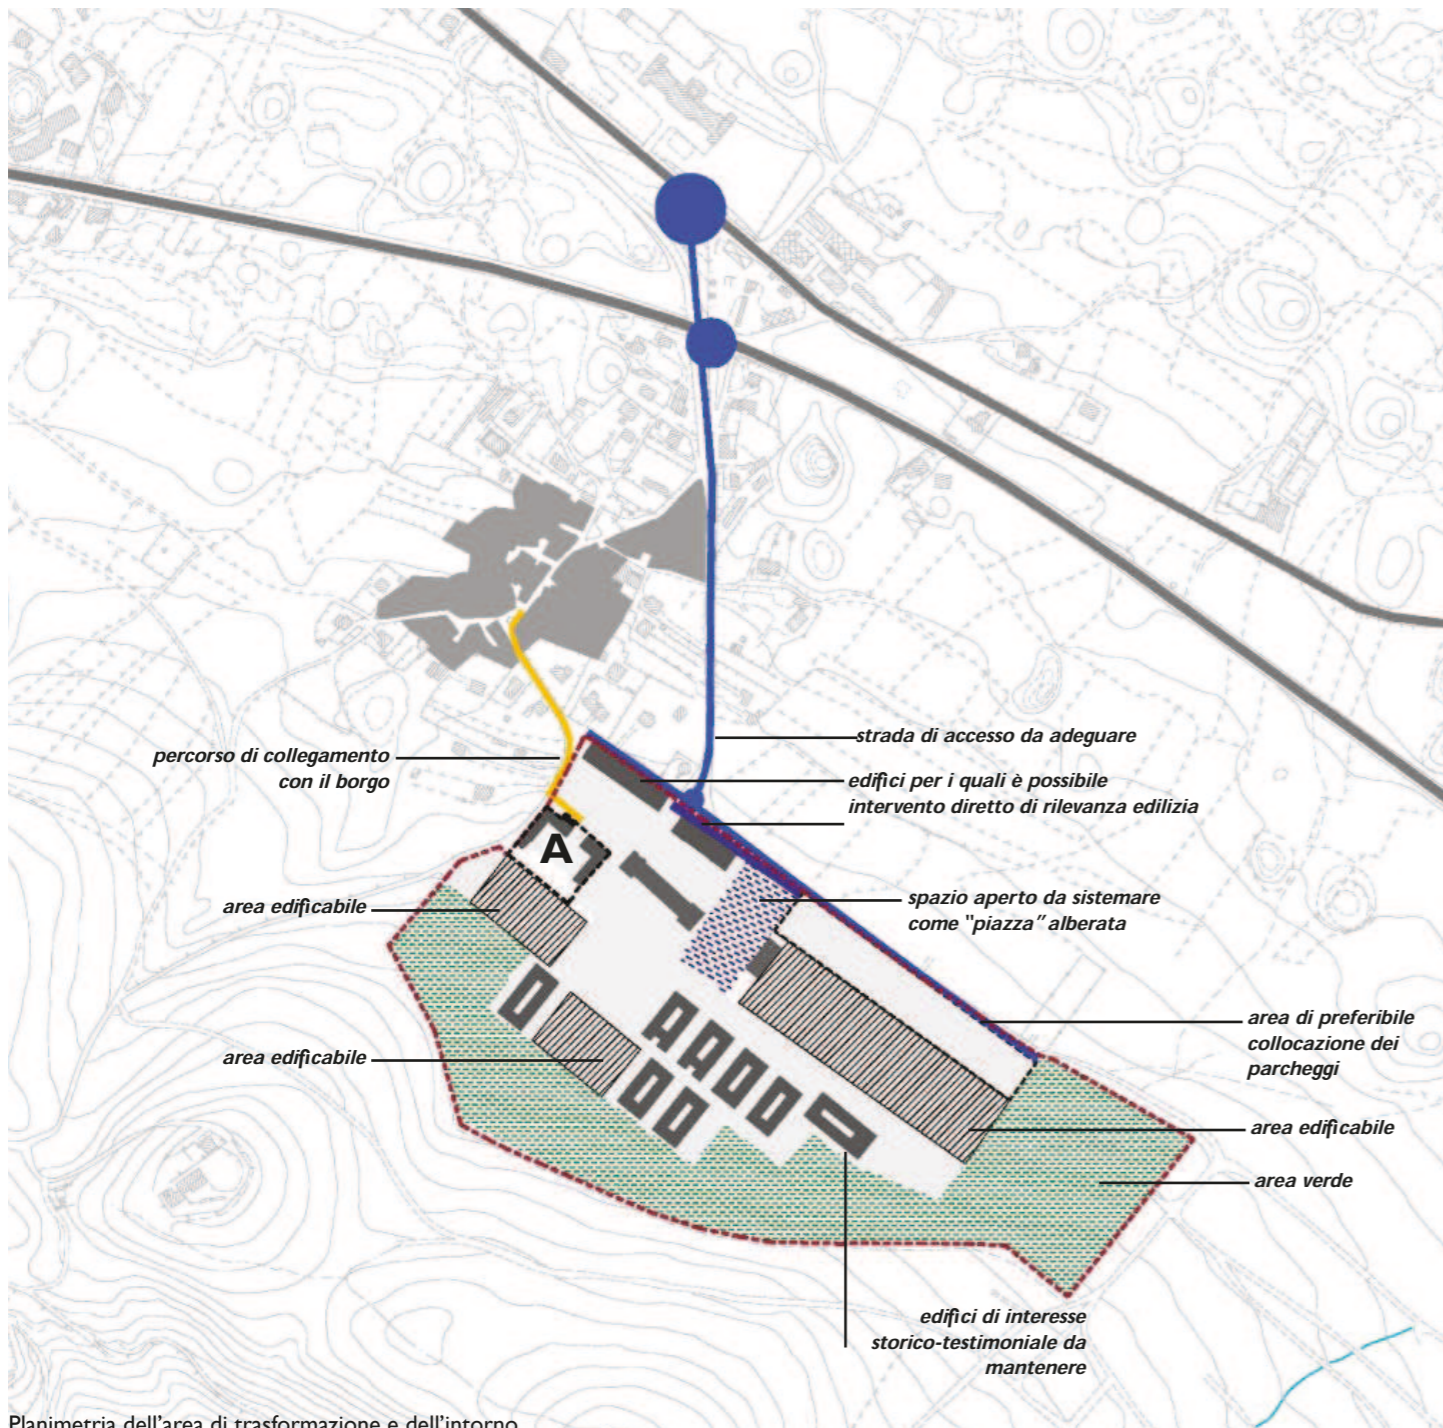 strada di accesso da adeguare
percorso di collegamento
con il borgo
edifici per i quali è possibile
intervento diretto di rilevanza edilizia
A
area edificabile
spazio aperto da sistemare
come "piazza" alberata
area di preferibile
collocazione dei
parcheggi
area edificabile
area edificabile
area verde
edifici di interesse
storico-testimoniale da
mantenere
Planimetria dell'area di trasformazione e dell'intorno